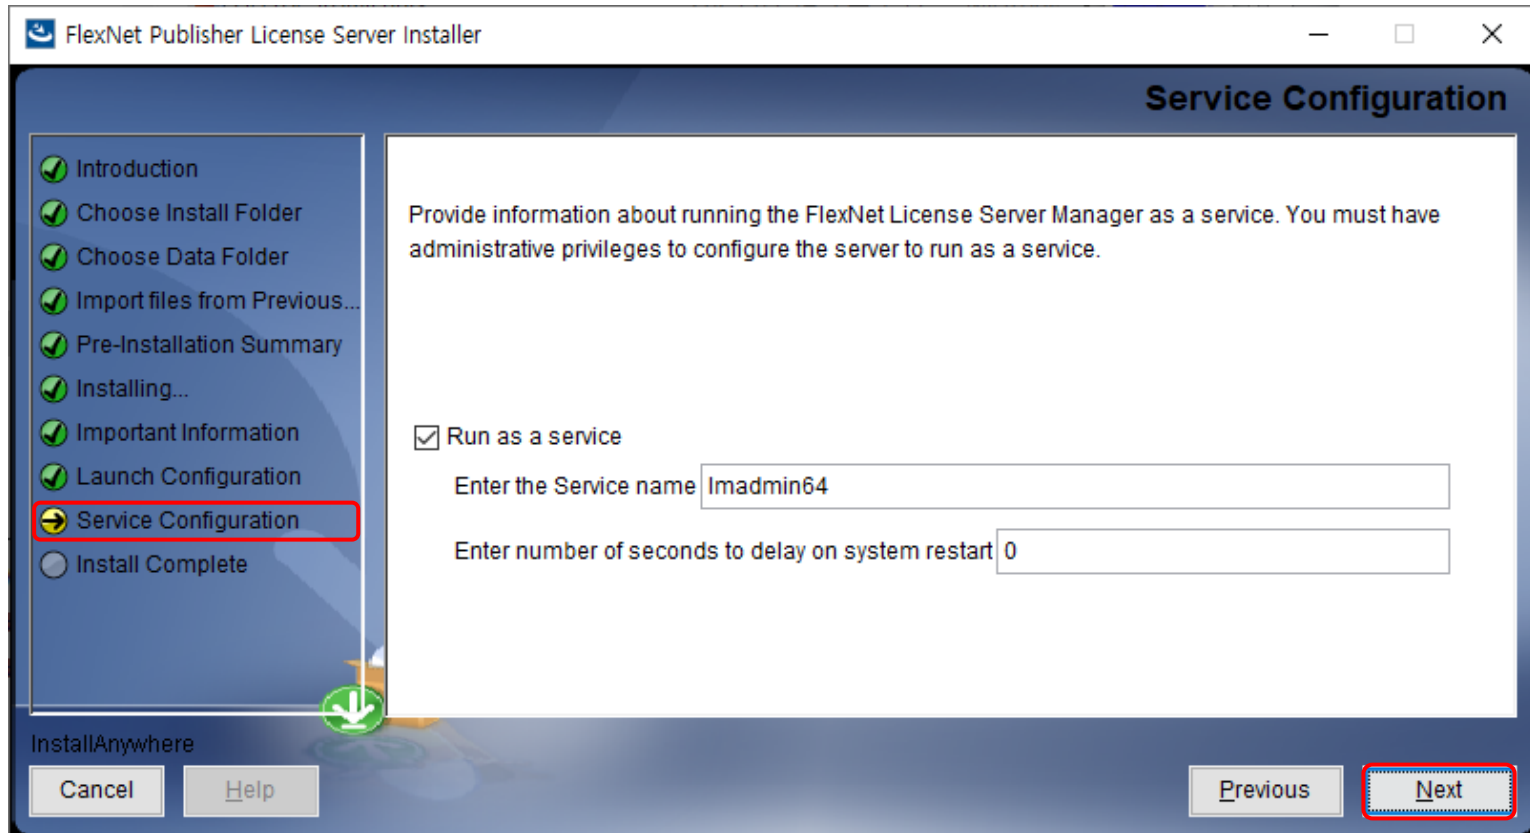 FlexNet Publisher License Server Installer
Service Configuration
Introduction
Choose Install Folder
Choose Data Folder
Import files from Previous...
Pre-Installation Summary
Installing...
Important Information
Launch Configuration
Service Configuration
Install Complete
Provide information about running the FlexNet License Server Manager as a service. You must have
administrative privileges to configure the server to run as a service.
Run as a service
Enter the Service name lmadmin64
Enter number of seconds to delay on system restart 0
InstallAnywhere
Cancel Help Previous Next